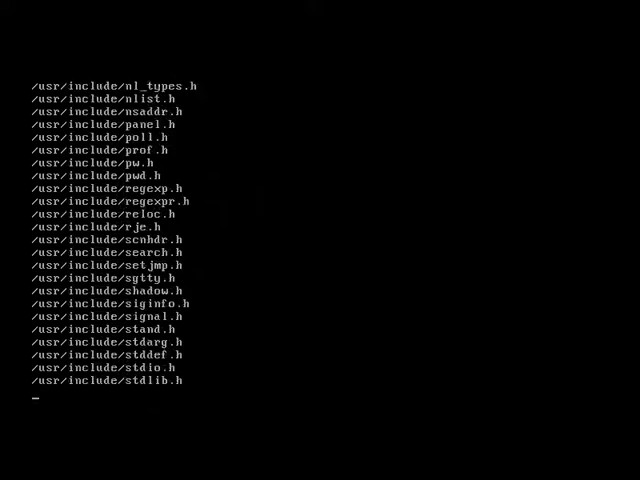 /usr/include/nl_types.h
/usr/include/nlist.h
/usr/include/nsaddr.h
/usr/include/panel.h
/usr/include/poll.h
/usr/include/prof.h
/usr/include/pw.h
/usr/include/pwd.h
/usr/include/regexp.h
/usr/include/regexpr.h
/usr/include/reloc.h
/usr/include/rje.h
/usr/include/scnhdr.h
/usr/include/search.h
/usr/include/setjmp.h
/usr/include/sgtty.h
/usr/include/shadow.h
/usr/include/siginfo.h
/usr/include/signal.h
/usr/include/stand.h
/usr/include/stdarg.h
/usr/include/stddef.h
/usr/include/stdio.h
/usr/include/stdlib.h